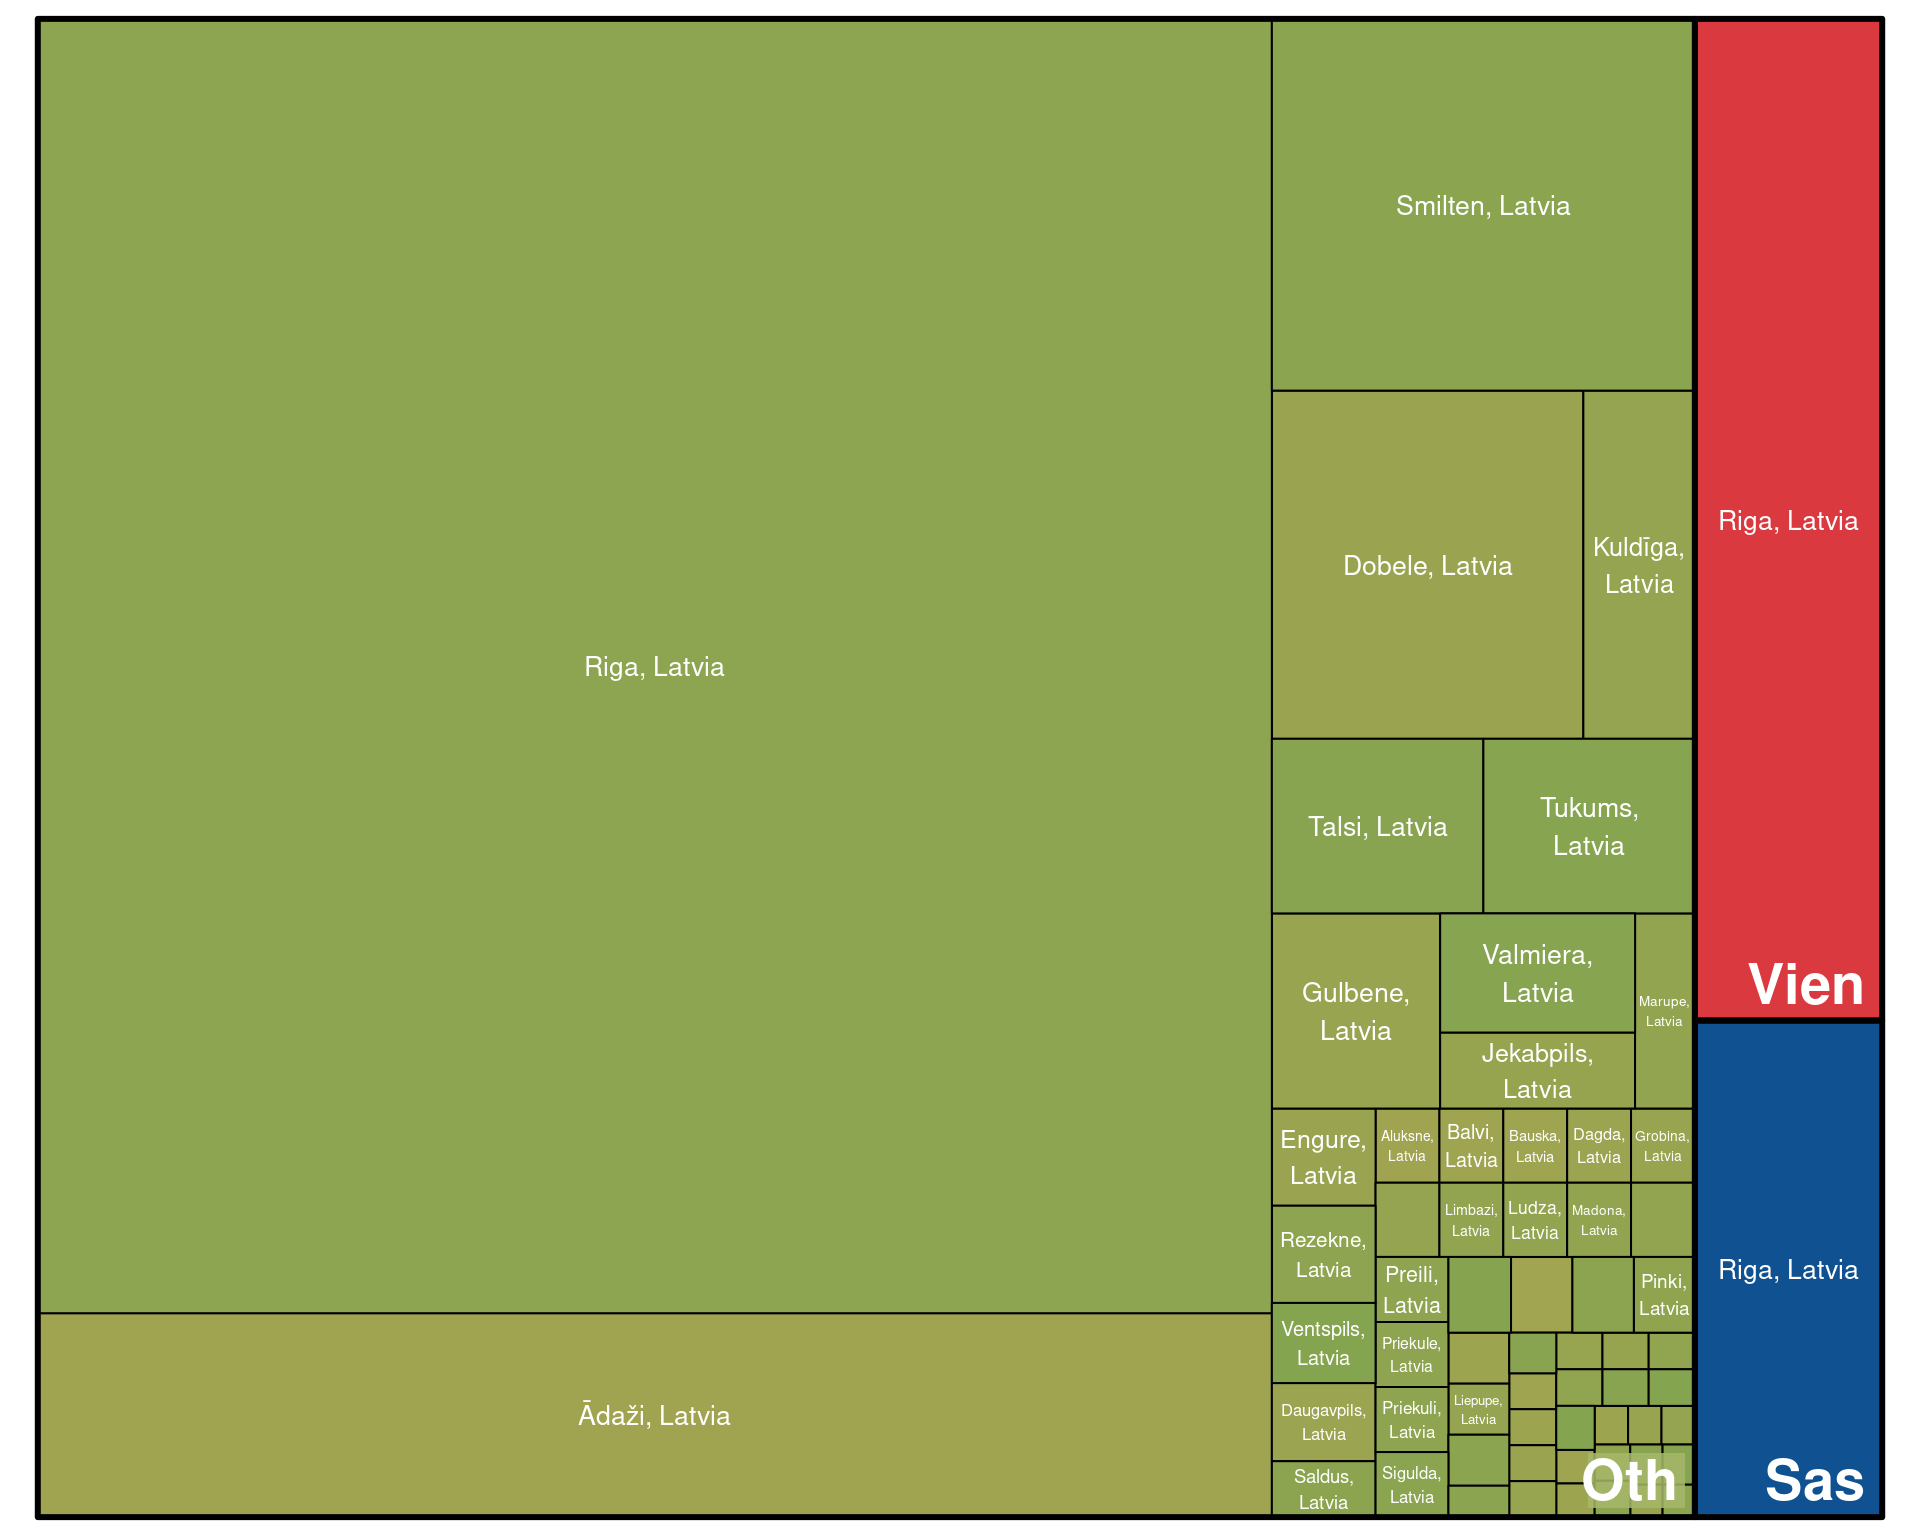 Riga, Latvia
Ādaži, Latvia
Smilten, Latvia
Dobele, Latvia
Kuldīga,
Latvia
Talsi, Latvia
Tukums,
Latvia
Gulbene,
Latvia
Valmiera,
Latvia
Jekabpils,
Latvia
Marupe,
Latvia
Engure,
Latvia
Rezekne,
Latvia
Ventspils,
Latvia
Daugavpils,
Latvia
Saldus,
Latvia
Aluksne,
Latvia
Balvi,
Latvia
Bauska,
Latvia
Dagda,
Latvia
Grobina,
Latvia
Limbazi,
Latvia
Ludza,
Latvia
Madona,
Latvia
Preili,
Latvia
Priekule,
Latvia
Priekuli,
Latvia
Sigulda,
Latvia
Pinki,
Latvia
Liepupe,
Latvia
Oth
Riga, Latvia
Vien
Riga, Latvia
Sas